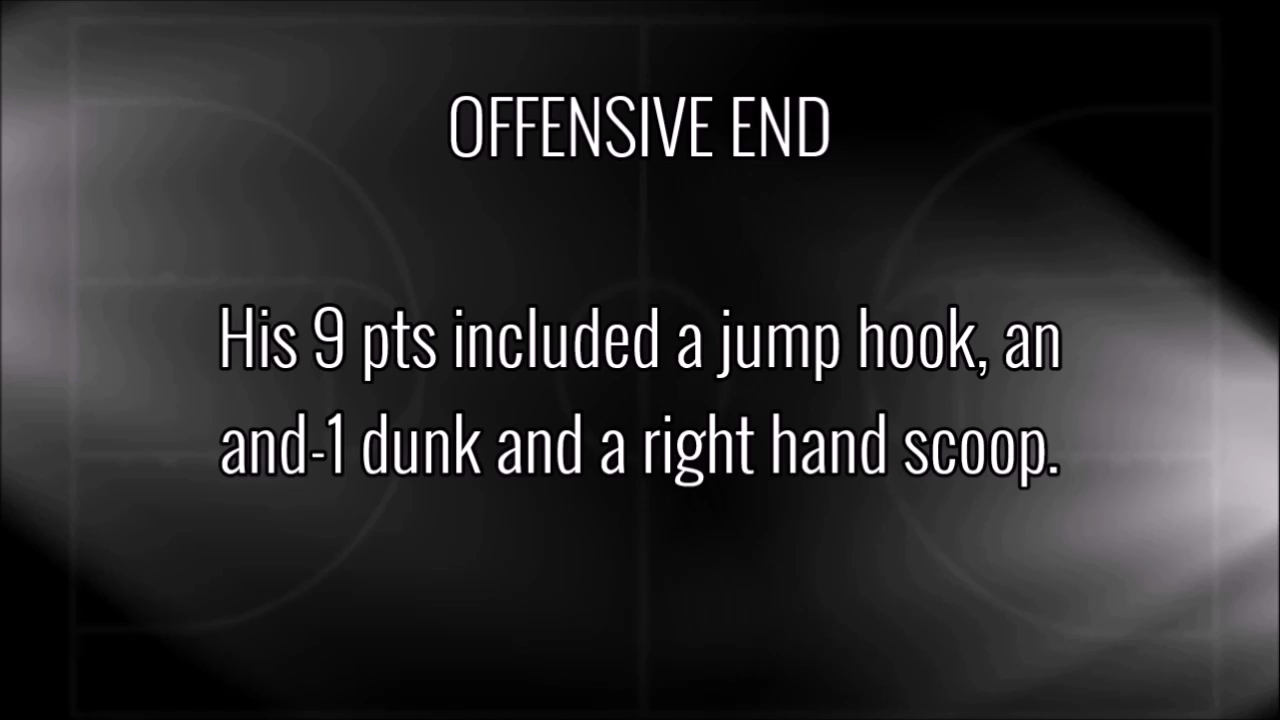 OFFENSIVE END
His 9 pts included a jump hook, an
and-1 dunk and a right hand scoop.